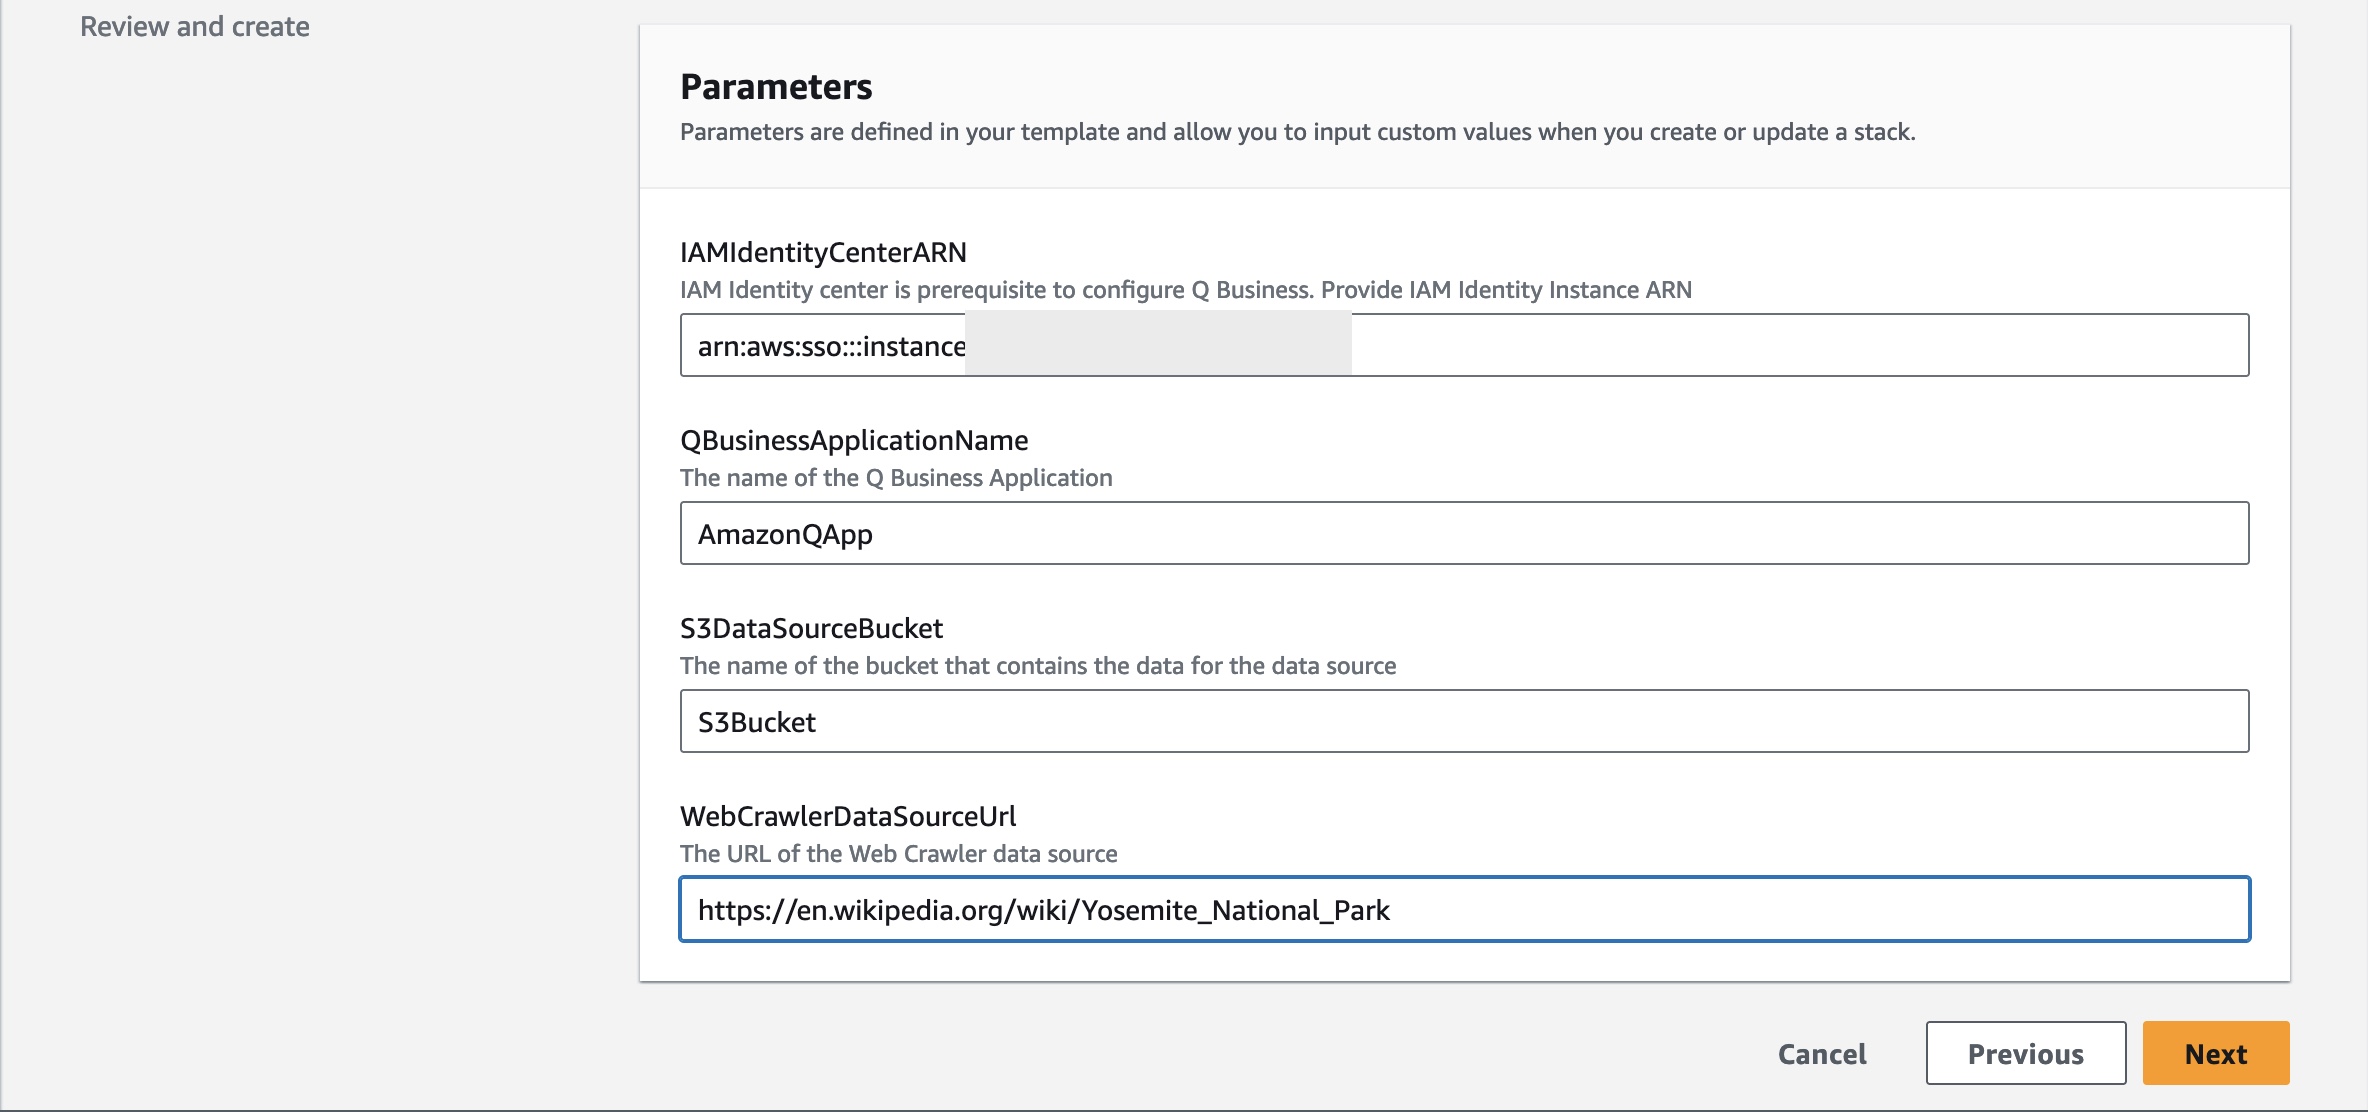 Review and create
Parameters
Parameters are defined in your template and allow you to input custom values when you create or update a stack.
IAMIdentityCenterARN
IAM Identity center is prerequisite to configure Q Business. Provide IAM Identity Instance ARN
arn:aws:sso:::instance
QBusinessApplicationName
The name of the Q Business Application
AmazonQApp
S3DataSourceBucket
The name of the bucket that contains the data for the data source
S3Bucket
WebCrawlerDataSourceUrl
The URL of the Web Crawler data source
https://en.wikipedia.org/wiki/Yosemite_National_Park
Cancel
Previous
Next